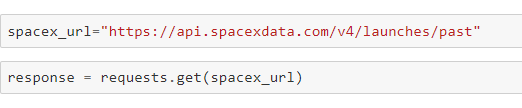 spacex_url="https://api.spacexdata.com/v4/launches/past"
response = requests.get(spacex_url)